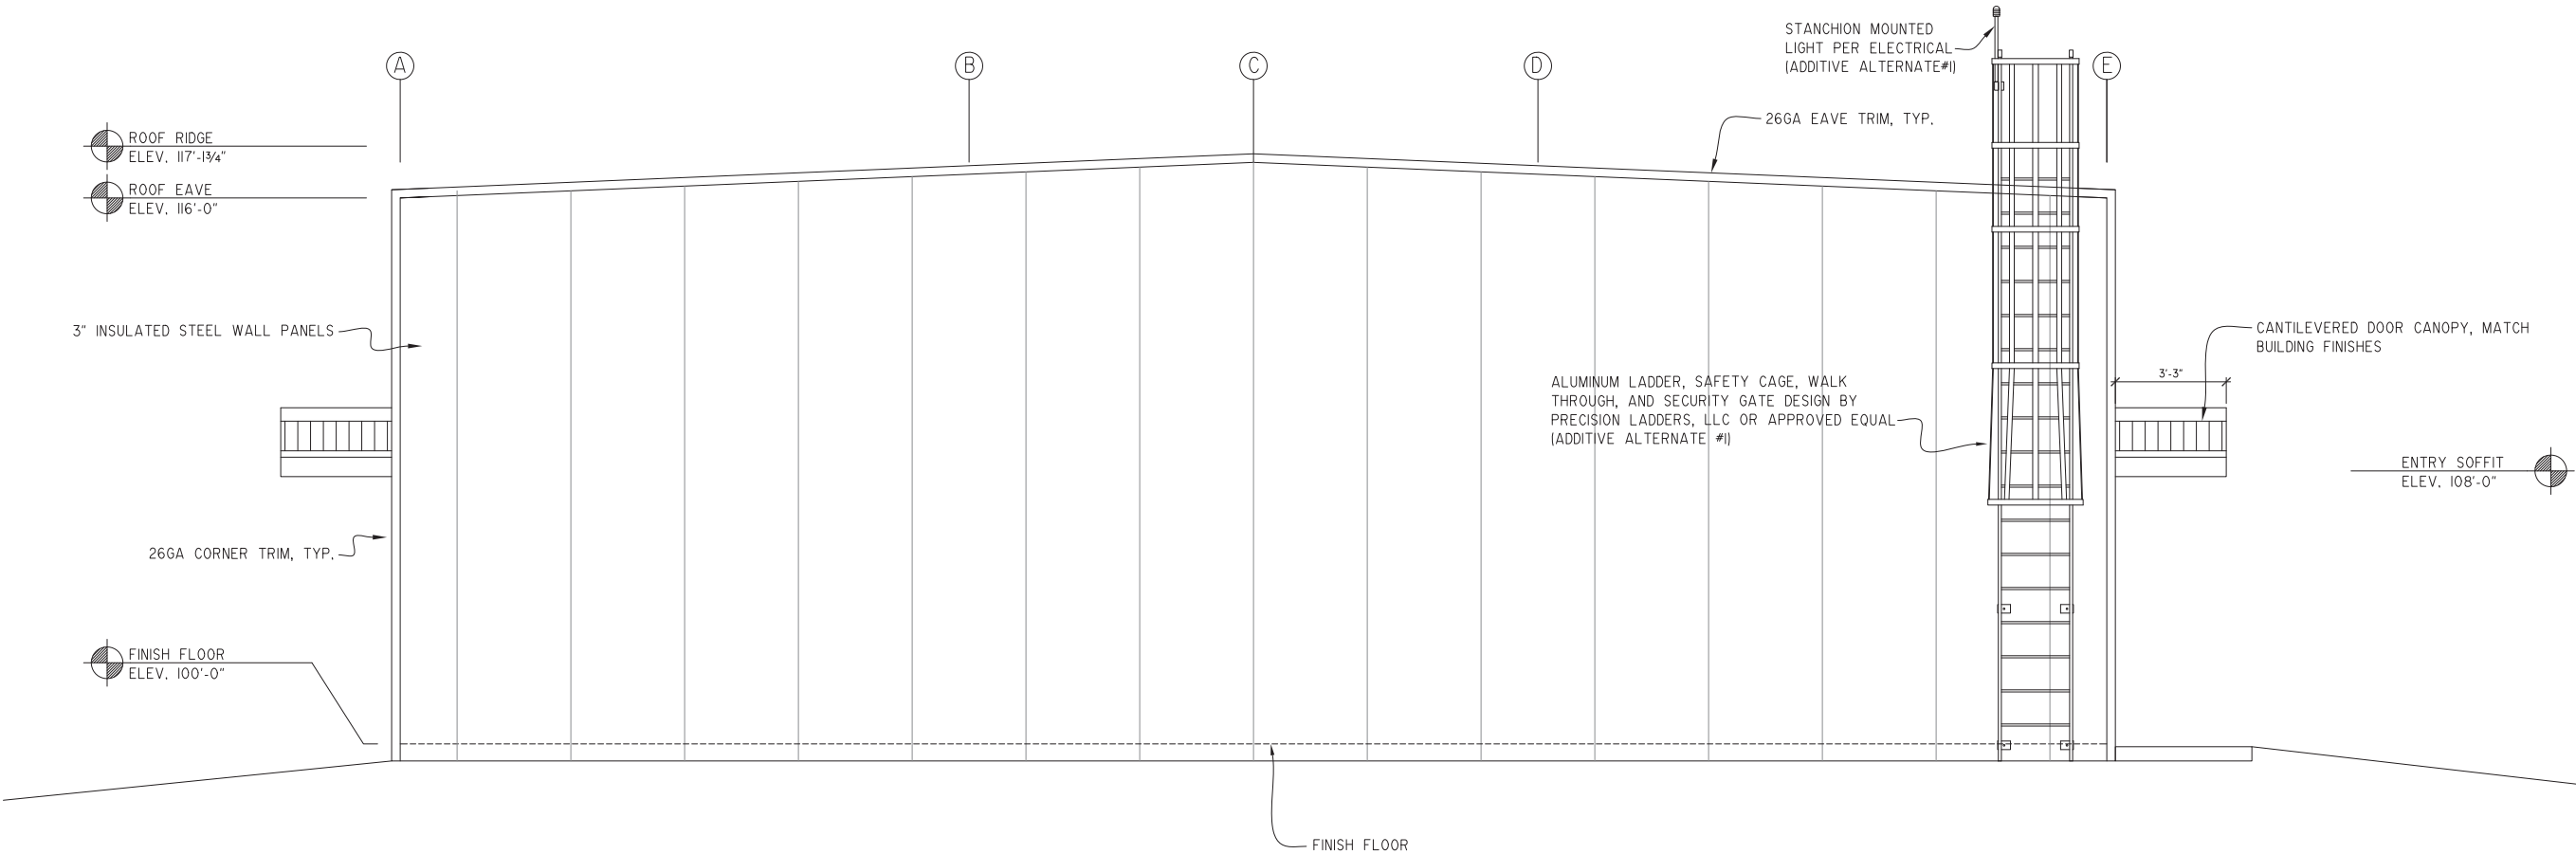 STANCHION MOUNTED
LIGHT PER ELECTRICAL
(ADDITIVE ALTERNATE#1)
A
B
C
D
E
26GA EAVE TRIM, TYP.
ROOF RIDGE
ELEV. 117'-1¾"
ROOF EAVE
ELEV. 116'-0"
3" INSULATED STEEL WALL PANELS
CANTILEVERED DOOR CANOPY, MATCH
BUILDING FINISHES
3'-3"
ALUMINUM LADDER, SAFETY CAGE, WALK
THROUGH, AND SECURITY GATE DESIGN BY
PRECISION LADDERS, LLC OR APPROVED EQUAL
(ADDITIVE ALTERNATE #1)
ENTRY SOFFIT
ELEV. 108'-0"
26GA CORNER TRIM, TYP.
FINISH FLOOR
ELEV. 100'-0"
FINISH FLOOR